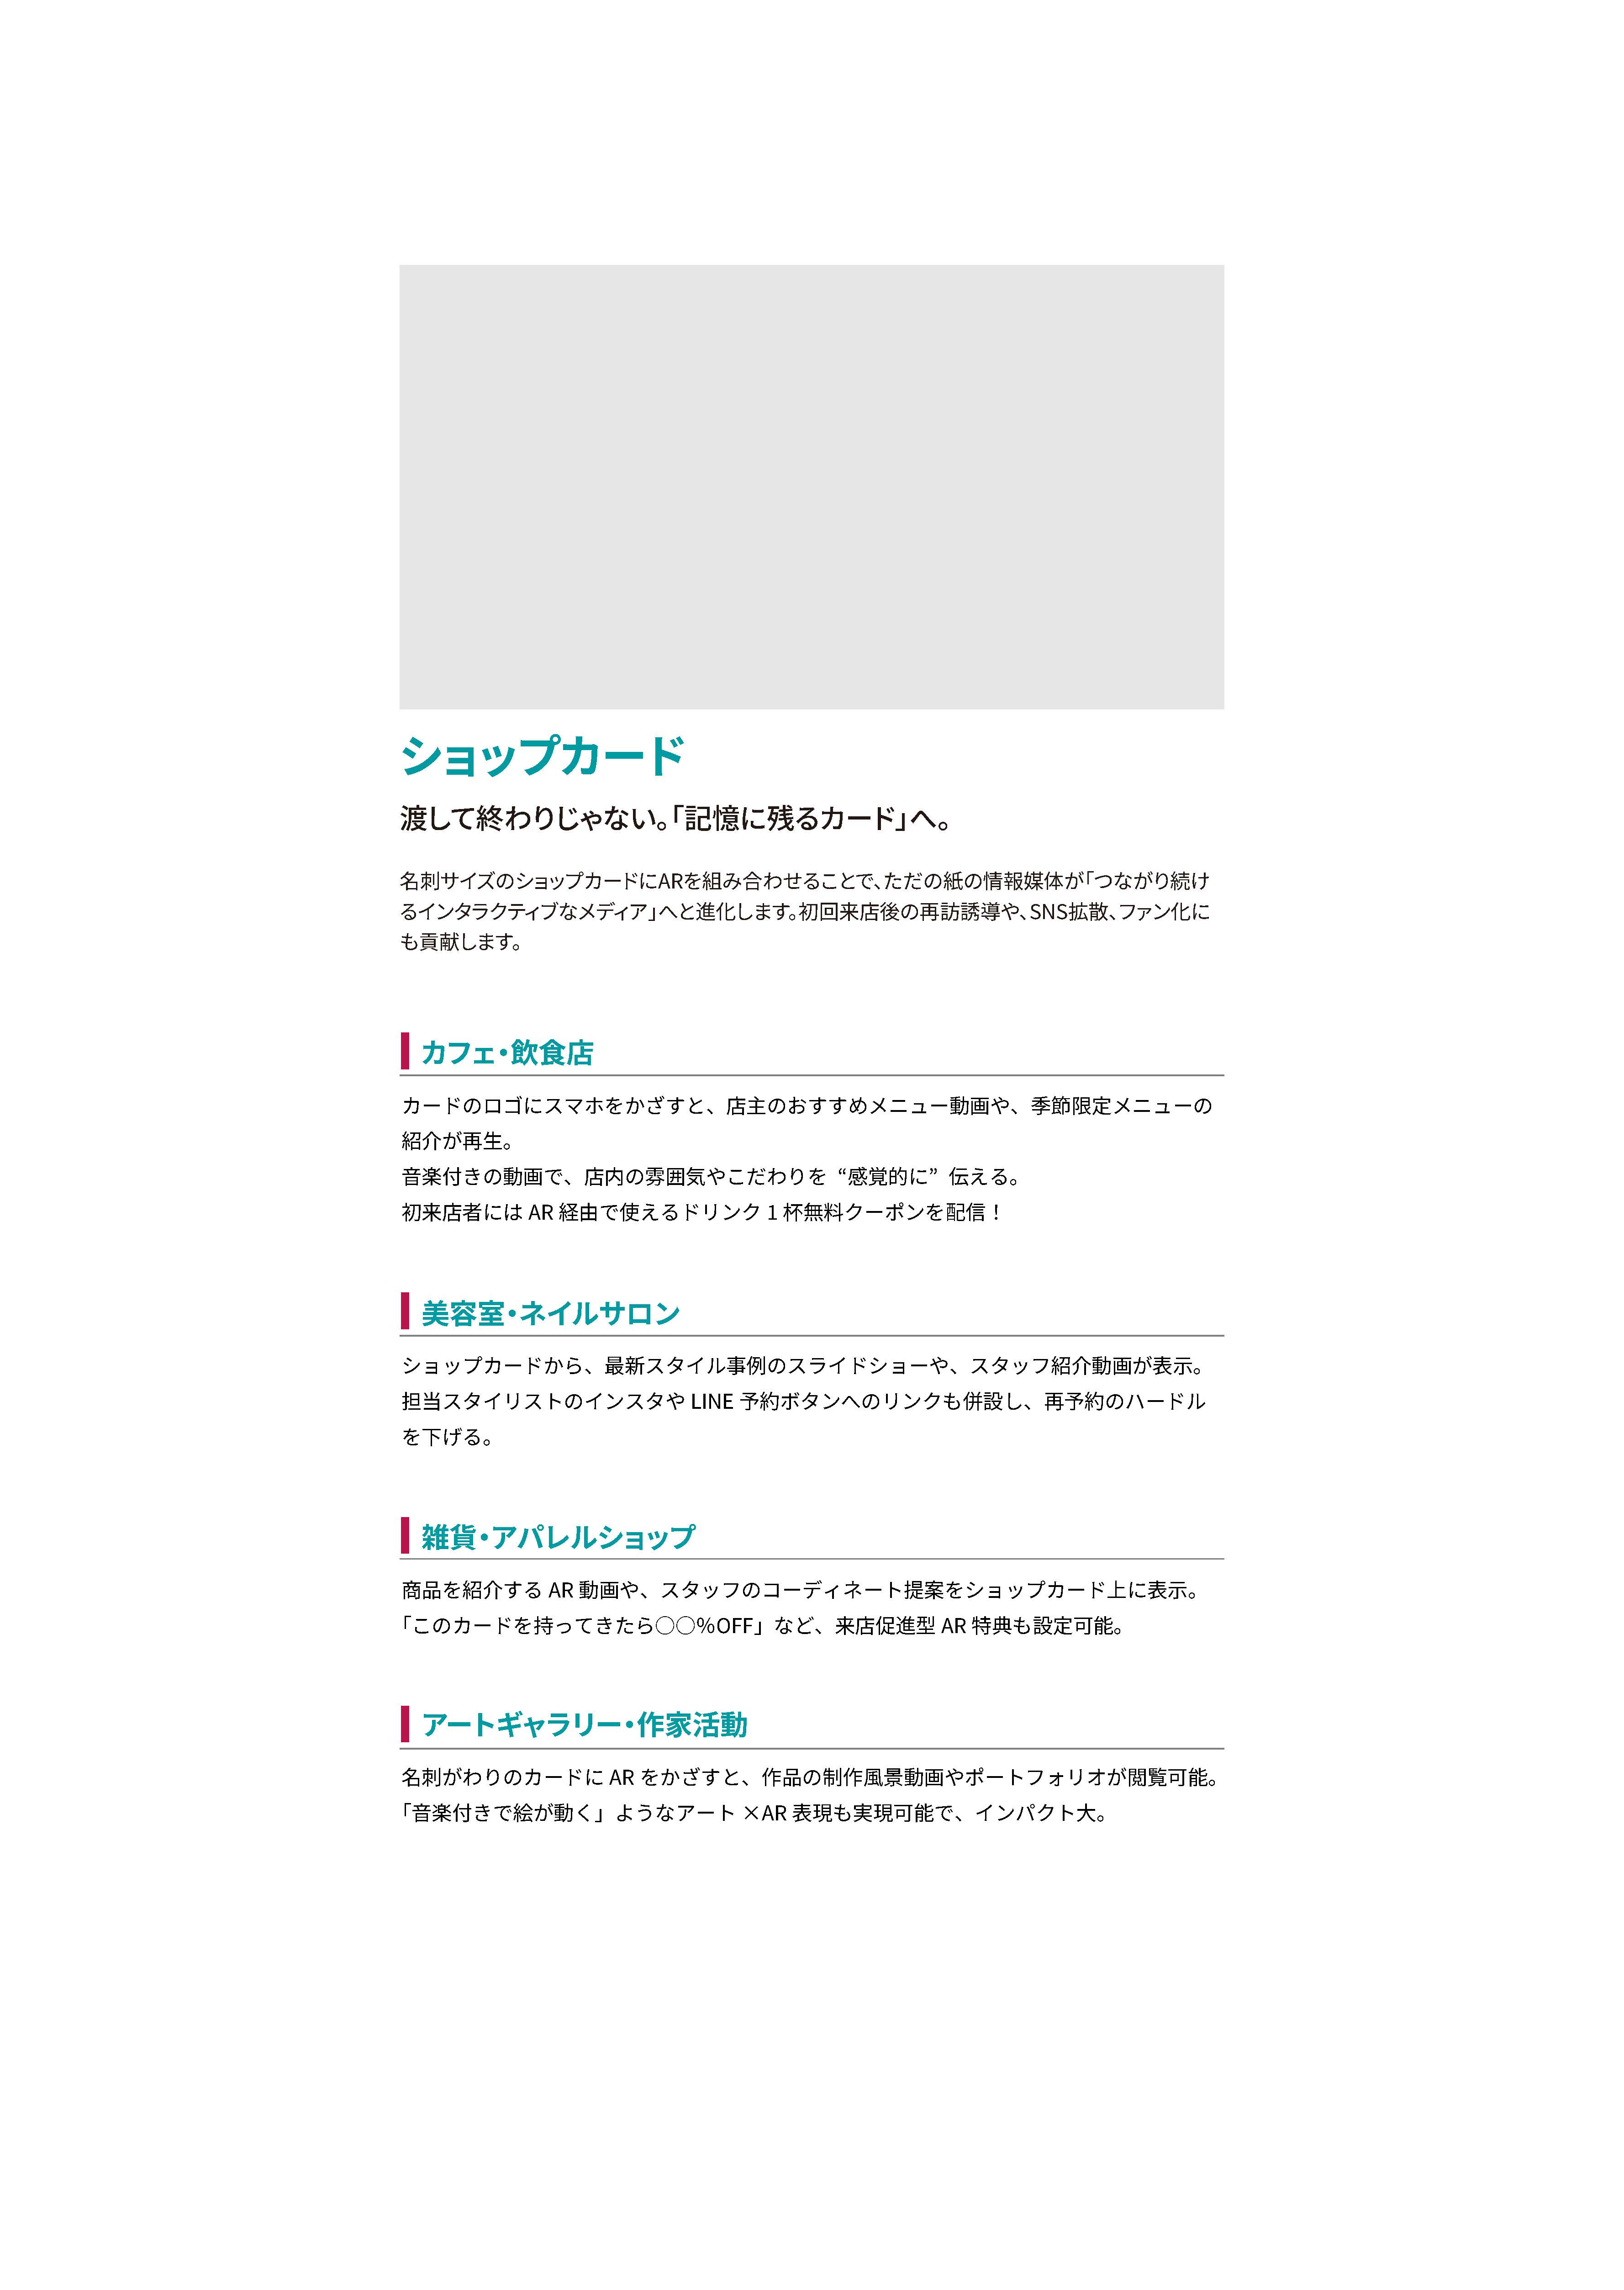 ショップカード
渡して終わりじゃない。「記憶に残るカード」へ。
名刺サイズのショップカードにARを組み合わせることで、ただの紙の情報媒体が「つながり続け
るインタラクティブなメディア」へと進化します。初回来店後の再訪誘導や、SNS拡散、ファン化に
も貢献します。
カフェ・飲食店
カードのロゴにスマホをかざすと、店主のおすすめメニュー動画や、季節限定メニューの
紹介が再生。
音楽付きの動画で、店内の雰囲気やこだわりを “感覚的に” 伝える。
初来店者には AR 経由で使えるドリンク 1 杯無料クーポンを配信！
美容室・ネイルサロン
ショップカードから、最新スタイル事例のスライドショーや、スタッフ紹介動画が表示。
担当スタイリストのインスタや LINE 予約ボタンへのリンクも併設し、再予約のハードル
を下げる。
雑貨・アパレルショップ
商品を紹介する AR 動画や、スタッフのコーディネート提案をショップカード上に表示。
「このカードを持ってきたら〇〇％OFF」など、来店促進型 AR 特典も設定可能。
アートギャラリー・作家活動
名刺がわりのカードに AR をかざすと、作品の制作風景動画やポートフォリオが閲覧可能。
「音楽付きで絵が動く」ようなアート ×AR 表現も実現可能で、インパクト大。